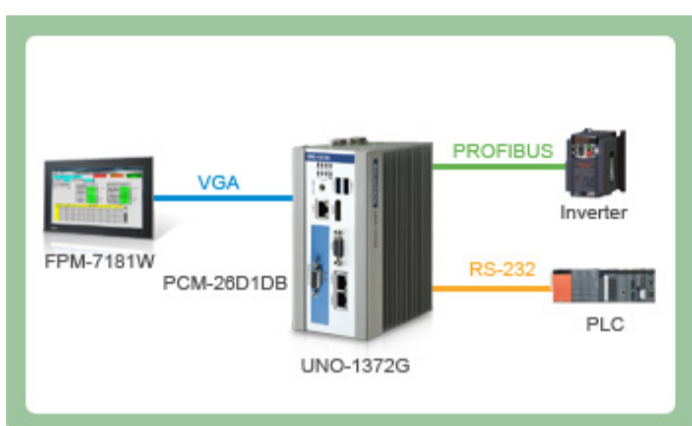 VGA
PROFIBUS
Inverter
FPM-7181W
PCM-26D1DB
RS-232
PLC
UNO-1372G